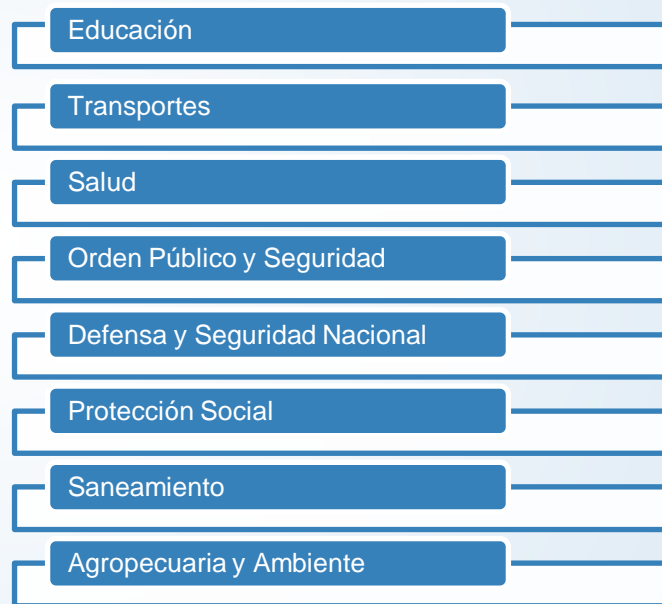 Educación
Transportes
Salud
Orden Público y Seguridad
Defensa y Seguridad Nacional
Protección Social
Saneamiento
Agropecuaria y Ambiente